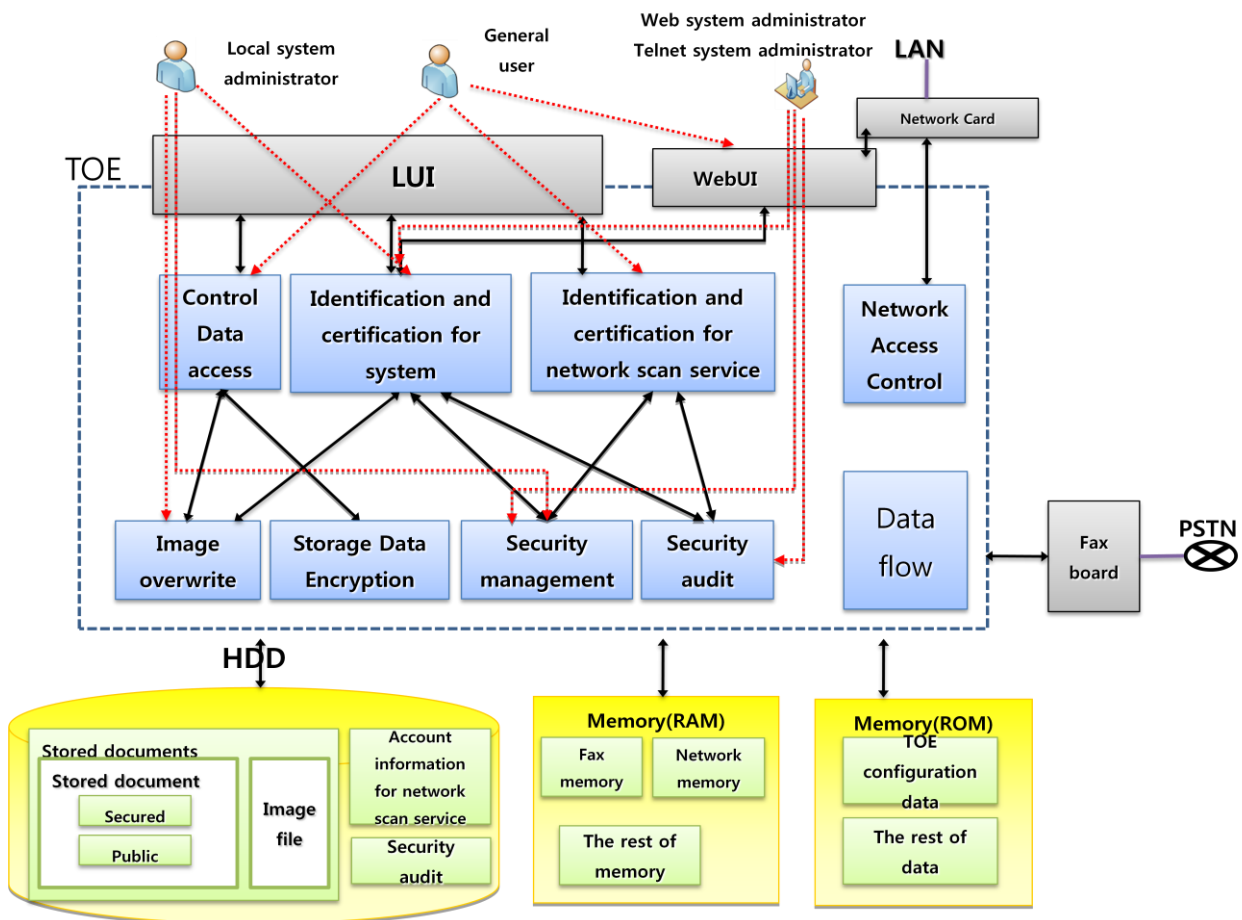 Local system
administrator
General
user
Web system administrator
Telnet system administrator
LAN
Network Card
TOE
LUI
WebUI
Control
Data
access
Identification and
certification for
system
Identification and
certification for
network scan service
Network
Access
Control
Image
overwrite
Storage Data
Encryption
Security
management
Security
audit
Data
flow
Fax
board
PSTN
HDD
Stored documents
Stored document
Secured
Public
Image
file
Account
information
for network
scan service
Security
audit
Memory(RAM)
Fax
memory
Network
memory
The rest of
memory
Memory(ROM)
TOE
configuration
data
The rest of
data